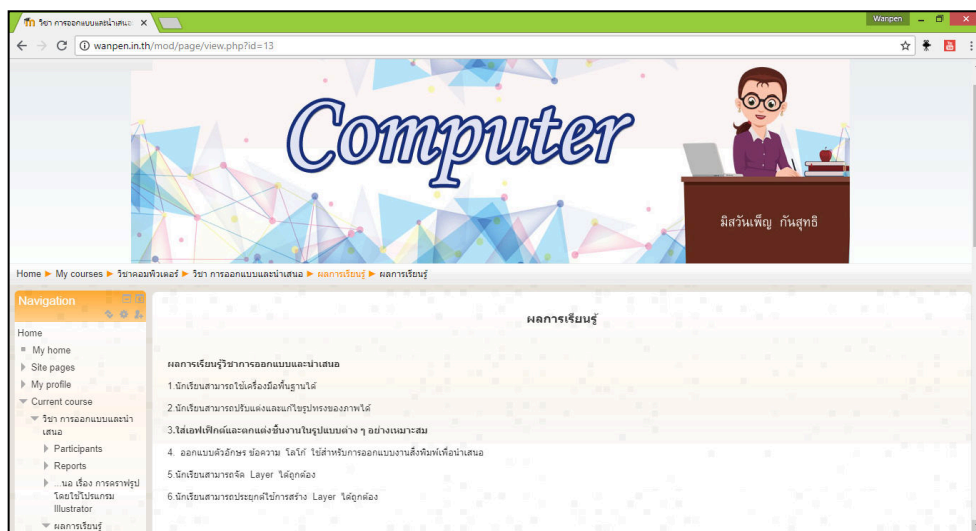 วิชา การออกแบบและนำเสนอ
Wanpen
wanpen.in.th/mod/page/view.php?id=13
Computer
มิสวันเพ็ญ กันสุทธิ
Home ► My courses ► วิชาคอมพิวเตอร์ ► วิชา การออกแบบและนำเสนอ ► ผลการเรียนรู้ ► ผลการเรียนรู้
Navigation
Home
My home
Site pages
My profile
Current course
วิชา การออกแบบและนำ
เสนอ
Participants
Reports
...นอ เรื่อง การดราฟรูป
โดยใช้โปรแกรม
Illustrator
ผลการเรียนรู้
ผลการเรียนรู้
ผลการเรียนรู้วิชาการออกแบบและนำเสนอ
1.นักเรียนสามารถใช้เครื่องมือพื้นฐานได้
2.นักเรียนสามารถปรับแต่งและแก้ไขรูปทรงของภาพได้
3.ใส่เอฟเฟ็กต์และตกแต่งชิ้นงานในรูปแบบต่าง ๆ อย่างเหมาะสม
4. ออกแบบตัวอักษร ข้อความ โลโก้ ใช้สำหรับการออกแบบงานสิ่งพิมพ์เพื่อนำเสนอ
5.นักเรียนสามารถจัด Layer ได้ถูกต้อง
6.นักเรียนสามารถประยุกต์ใช้การสร้าง Layer ได้ถูกต้อง